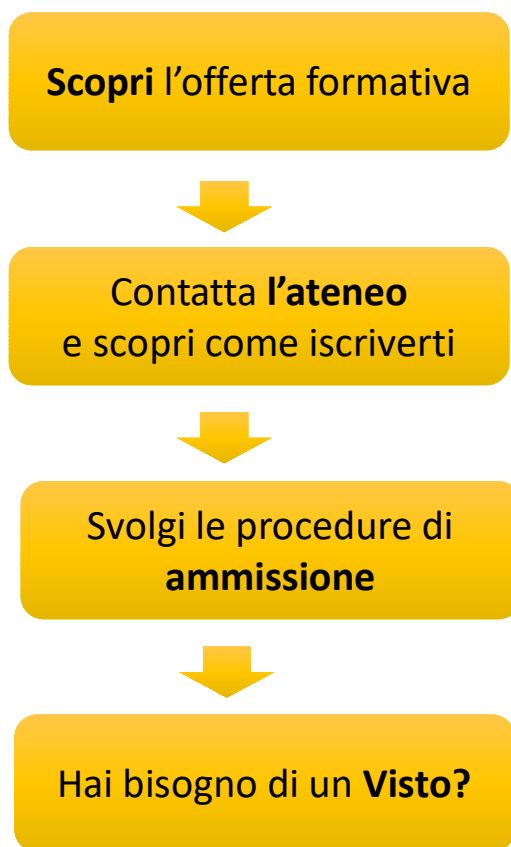 Scopri l’offerta formativa
Contatta l’ateneo
e scopri come iscriverti
Svolgi le procedure di
ammissione
Hai bisogno di un Visto?